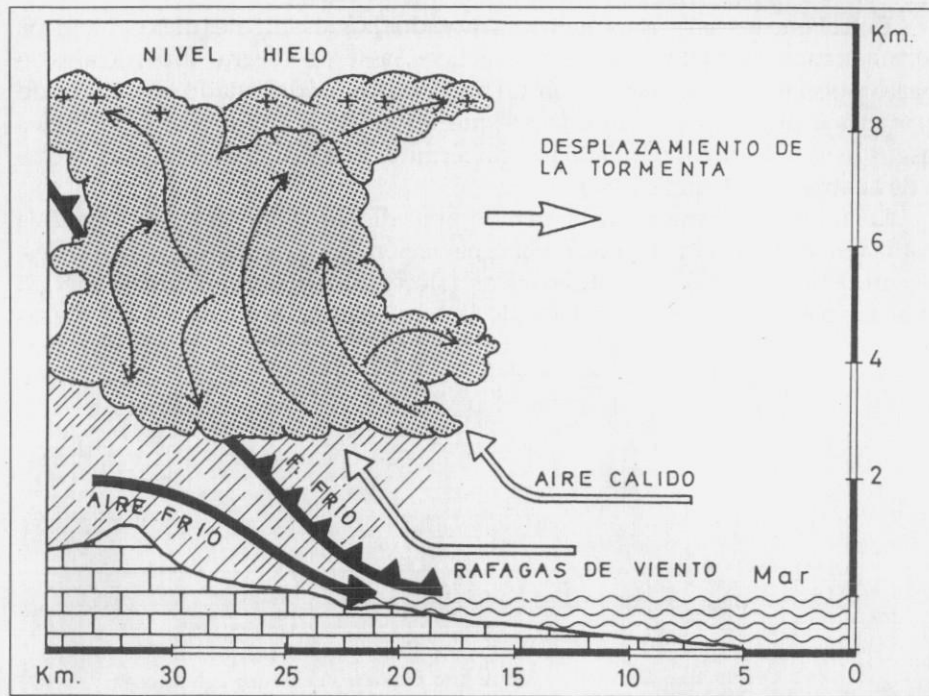 NIVEL HIELO
Km.
8
DESPLAZAMIENTO DE
LA TORMENTA
6
4
AIRE CALIDO
2
F. FRIO
AIRE FRIO
RAFAGAS DE VIENTO
Mar
Km. 30 25 20 15 10 5 0